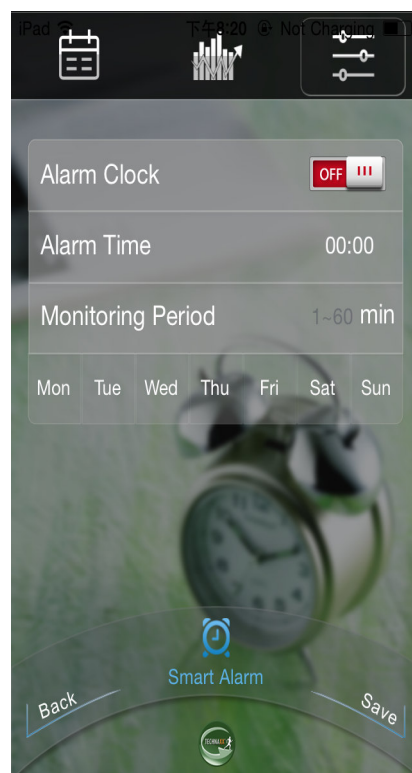 iPad 下午8:20 Not Charging
Alarm Clock OFF
Alarm Time 00:00
Monitoring Period 1~60 min
Mon Tue Wed Thu Fri Sat Sun
Smart Alarm
Back Save
TECHNAXX